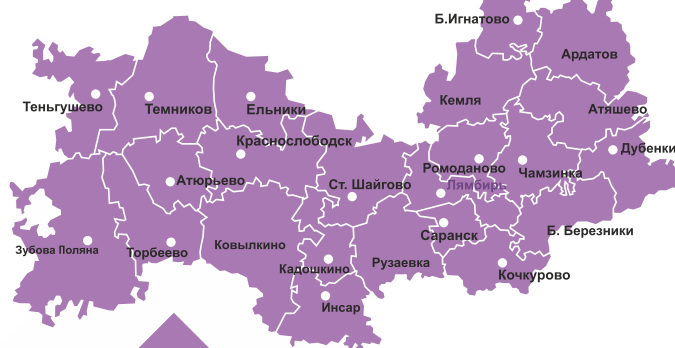 Б.Игнатово
Ардатов
Кемля
Атяшево
Теньгушево
Темников
Ельники
Краснослободск
Дубенки
Ромоданово
Чамзинка
Атюрьево
Ст. Шайгово
Лямбирь
Саранск
Б. Березники
Зубова Поляна
Торбеево
Ковылкино
Кадошкино
Рузаевка
Кочкурово
Инсар